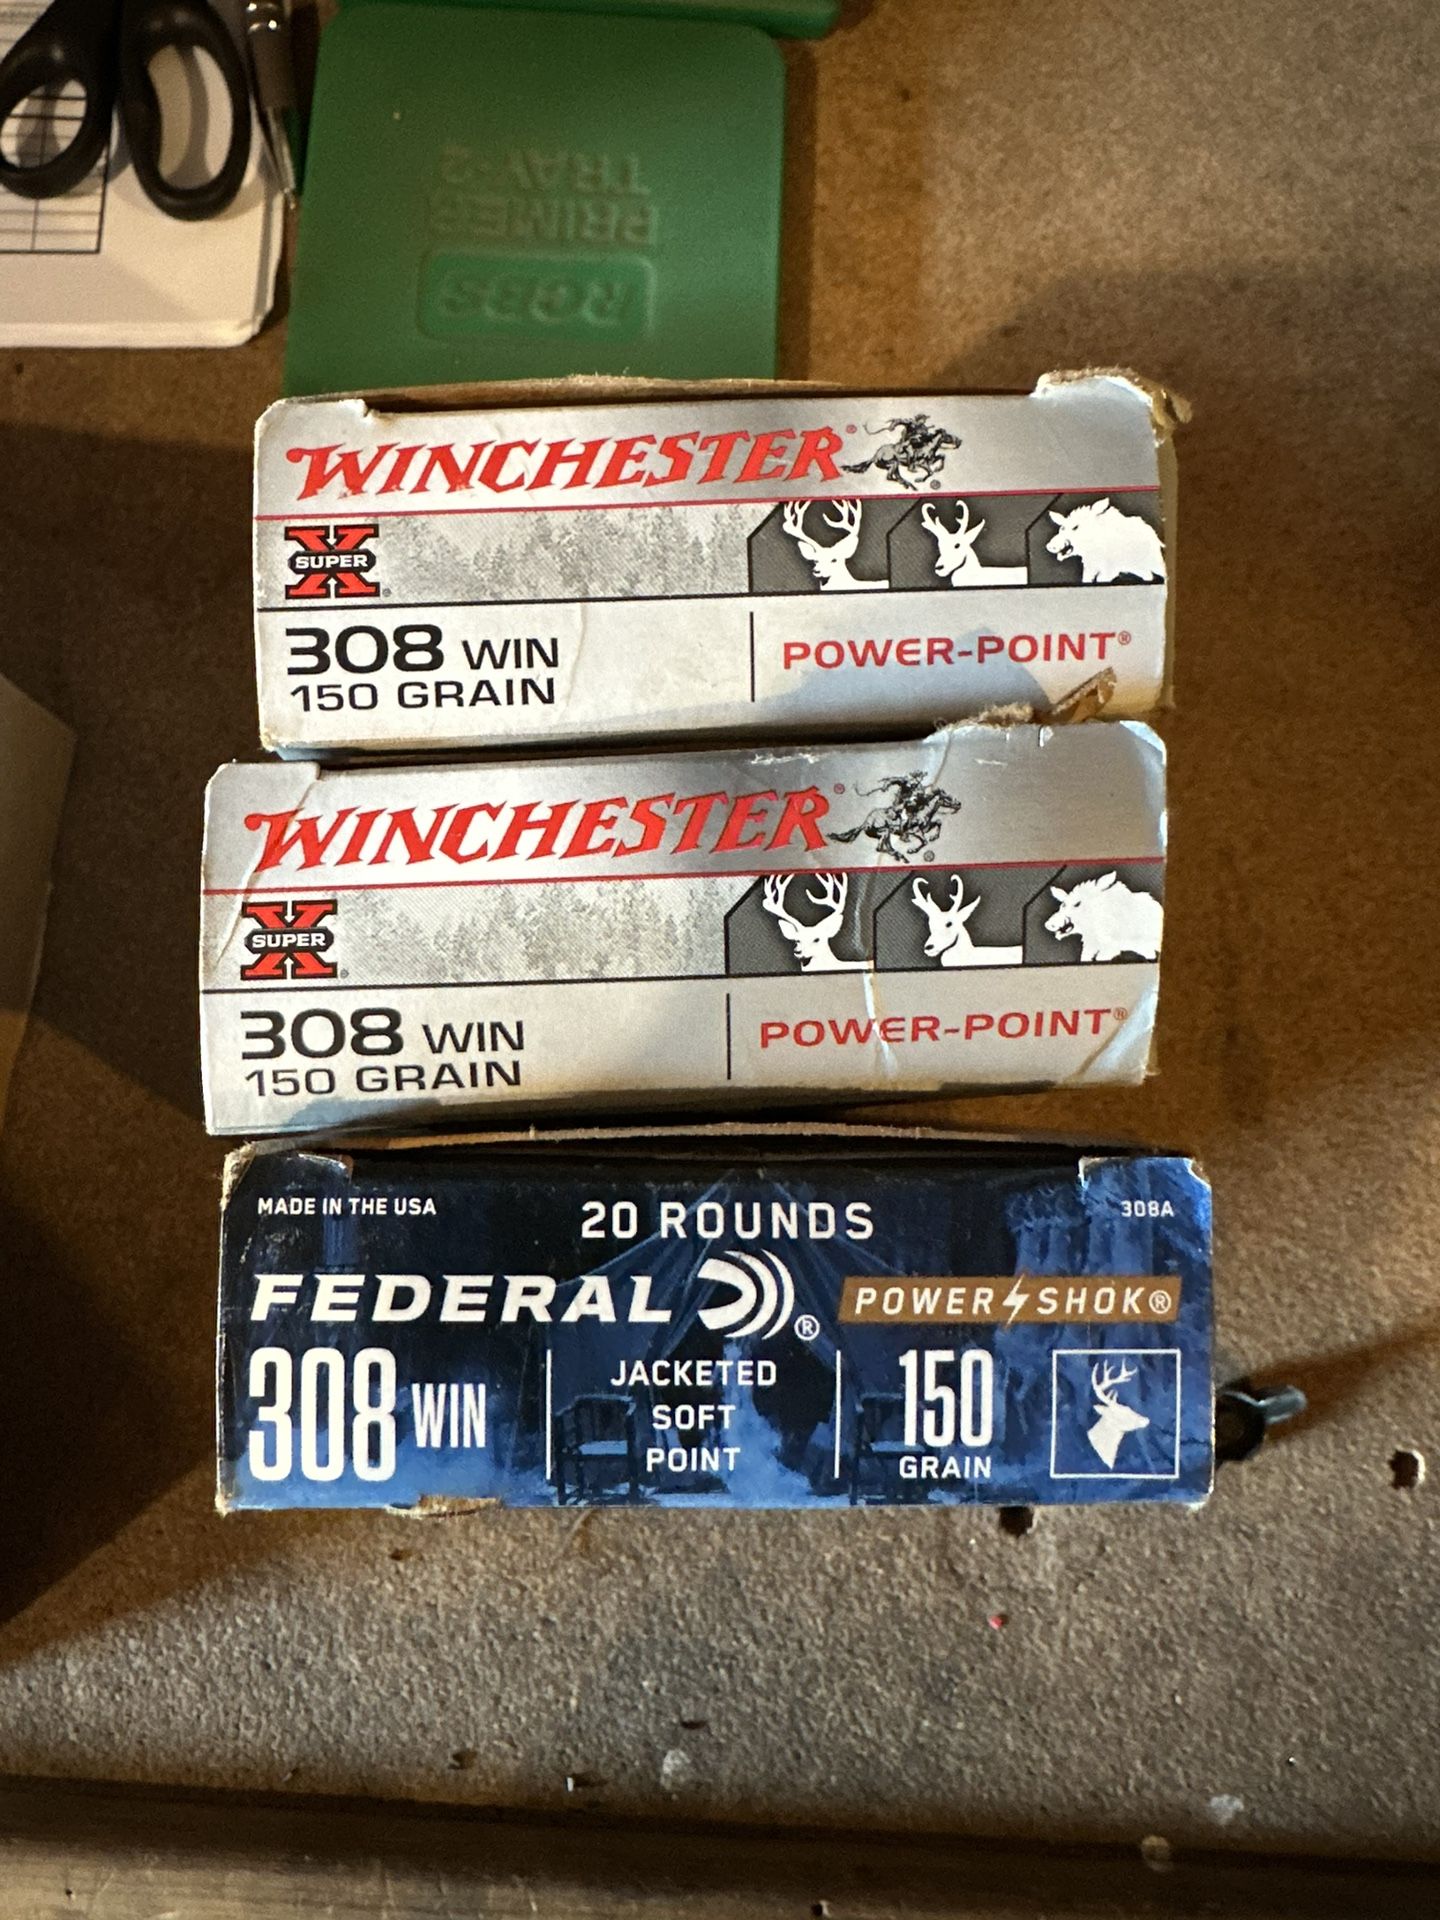 RCBS
PRIMER
TRAY-2
WINCHESTER®
X
SUPER ®
308 WIN
150 GRAIN
POWER-POINT®
WINCHESTER®
X
SUPER ®
308 WIN
150 GRAIN
POWER-POINT®
MADE IN THE USA
20 ROUNDS
308A
FEDERAL ®
POWER SHOK®
308 WIN
JACKETED
SOFT
POINT
150
GRAIN